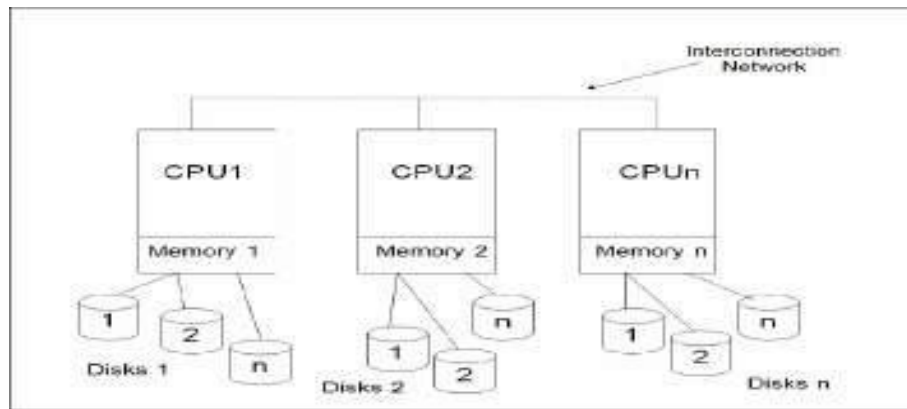 Interconnection
Network
CPU1
CPU2
CPUn
Memory 1
Memory 2
Memory n
1
2
n
Disks 1
1
2
n
Disks 2
1
2
n
Disks n